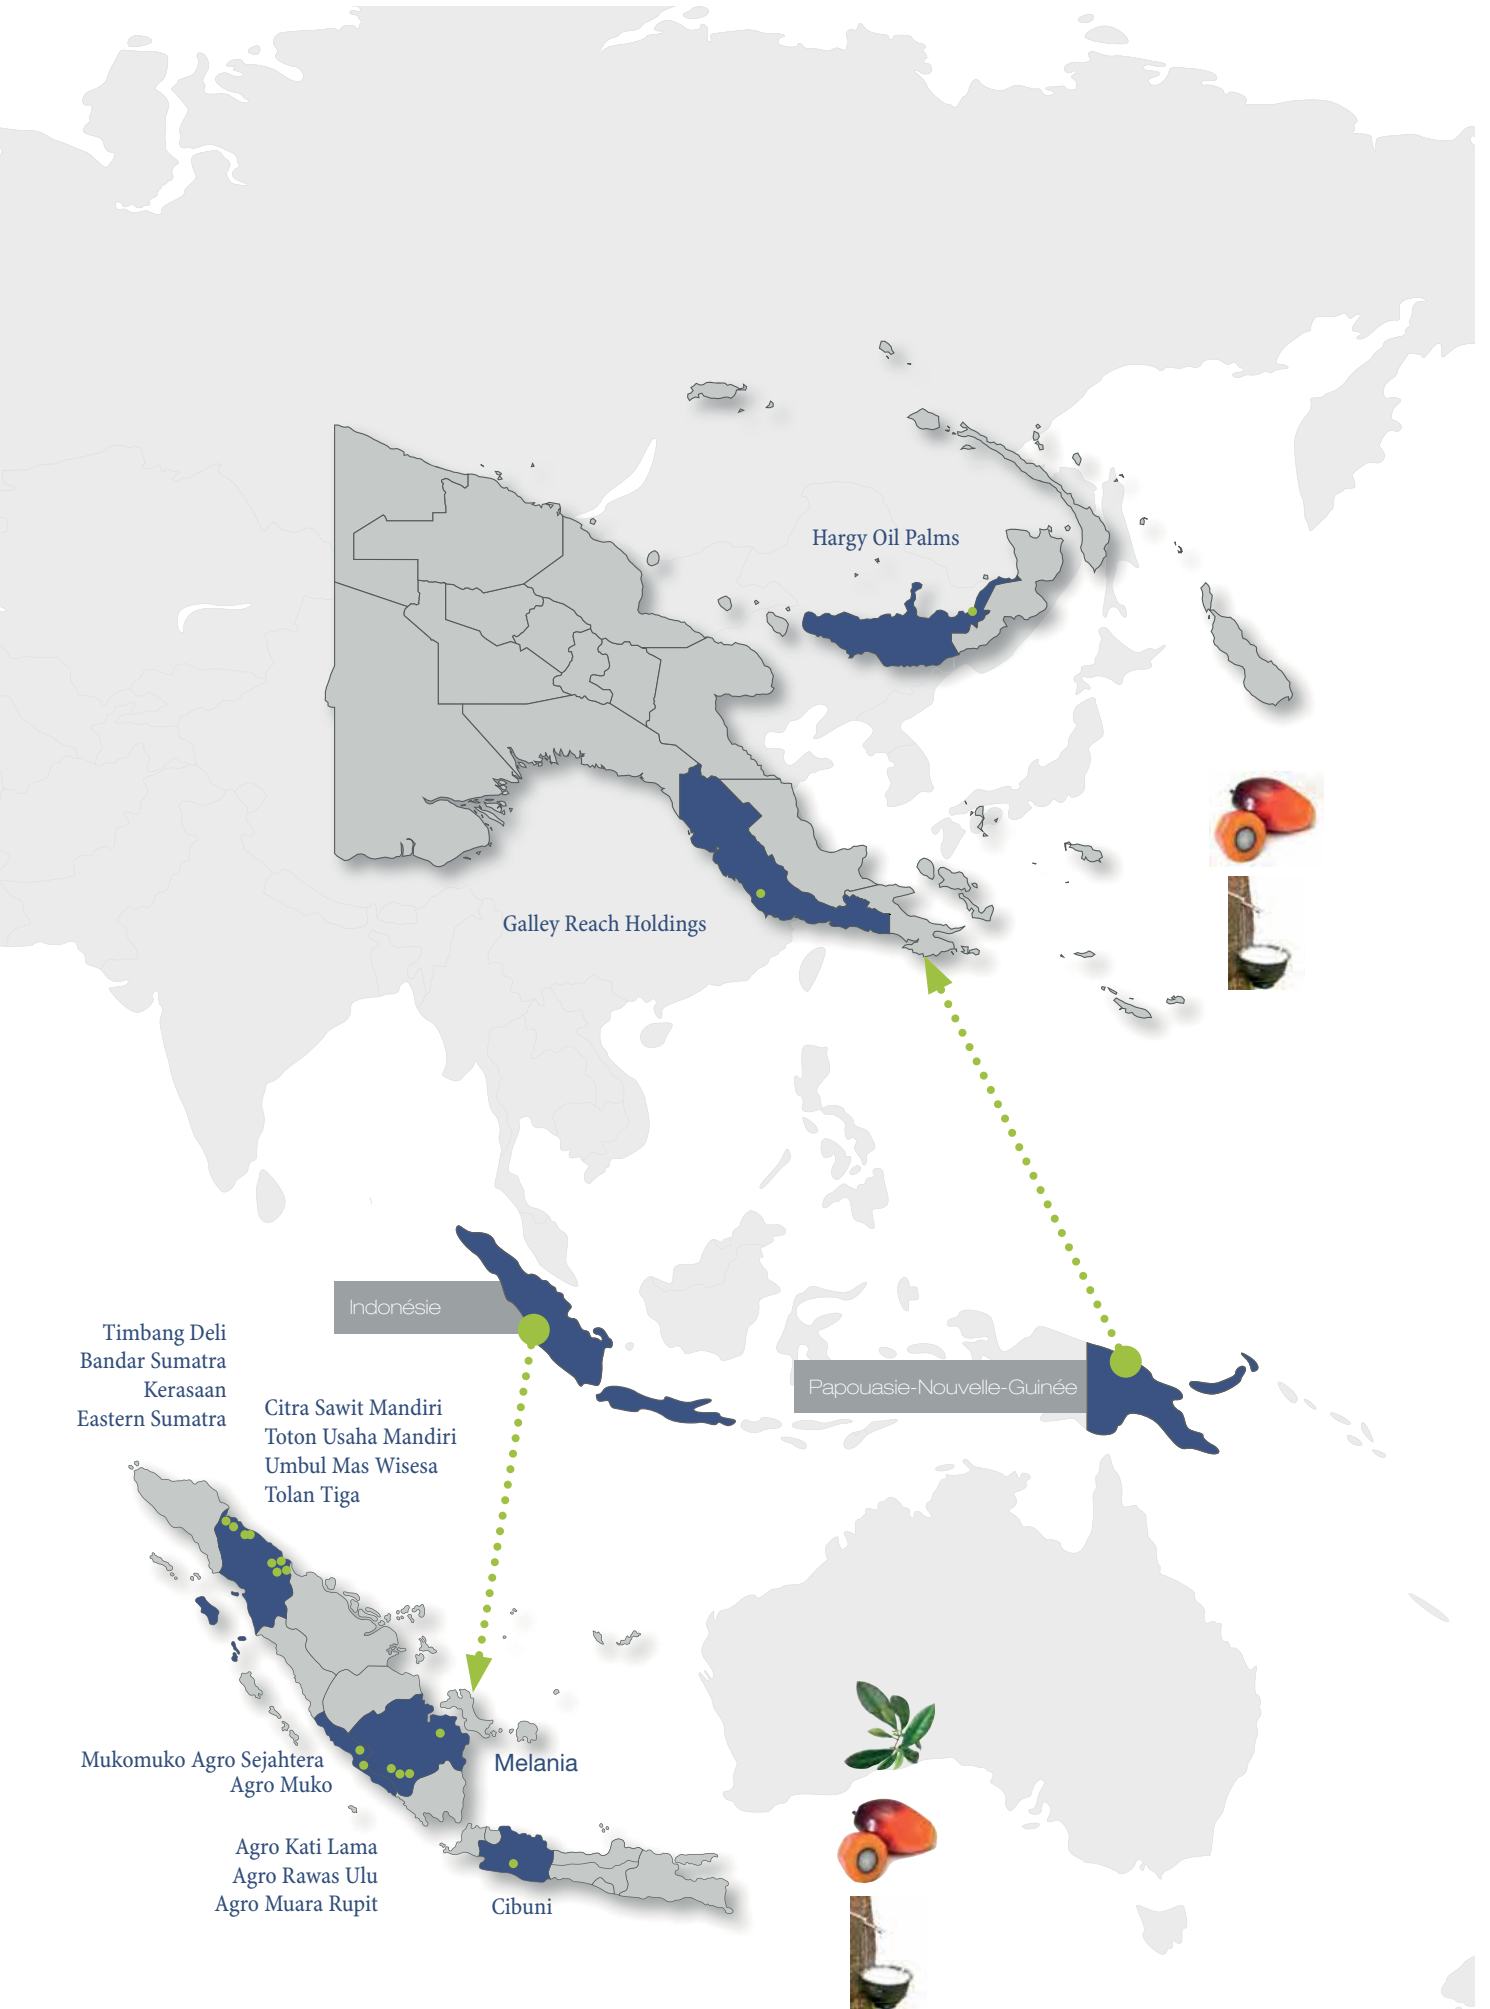 Hargy Oil Palms
Galley Reach Holdings
Indonésie
Papouasie-Nouvelle-Guinée
Timbang Deli
Bandar Sumatra
Kerasaan
Eastern Sumatra
Citra Sawit Mandiri
Toton Usaha Mandiri
Umbul Mas Wisesa
Tolan Tiga
Mukomuko Agro Sejahtera
Agro Muko
Melania
Agro Kati Lama
Agro Rawas Ulu
Agro Muara Rupit
Cibuni